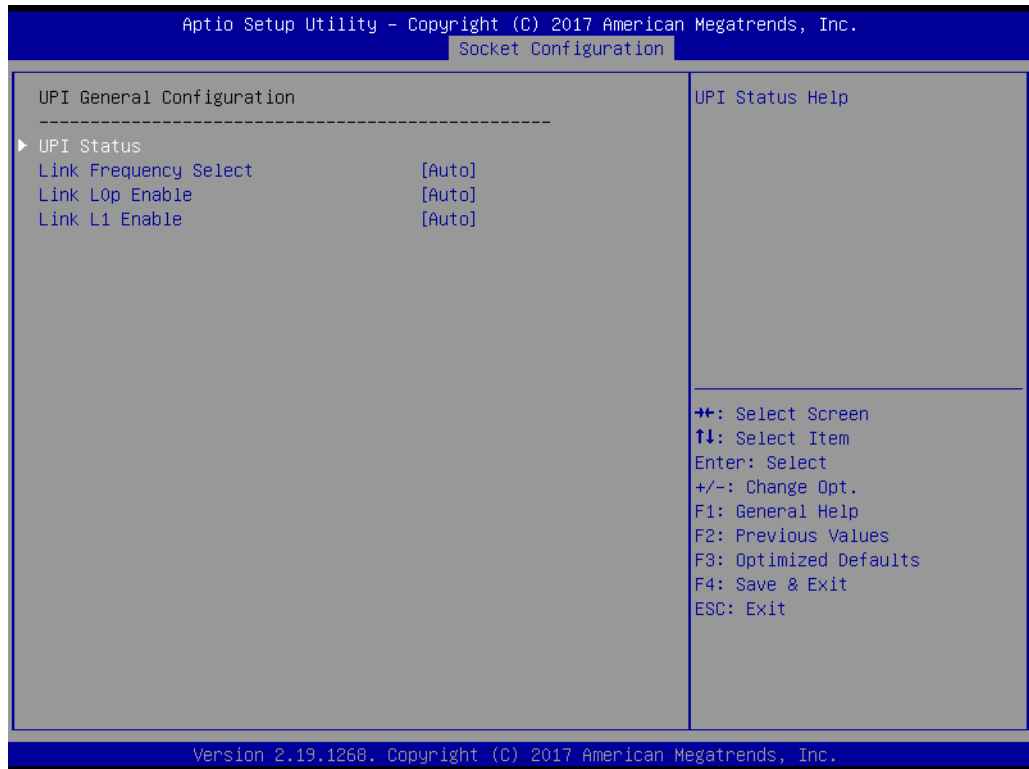 Aptio Setup Utility – Copyright (C) 2017 American Megatrends, Inc.
Socket Configuration
UPI General Configuration
--------------------------------------------------
UPI Status
Link Frequency Select [Auto]
Link L0p Enable [Auto]
Link L1 Enable [Auto]
UPI Status Help
→←: Select Screen
↑↓: Select Item
Enter: Select
+/-: Change Opt.
F1: General Help
F2: Previous Values
F3: Optimized Defaults
F4: Save & Exit
ESC: Exit
Version 2.19.1268. Copyright (C) 2017 American Megatrends, Inc.